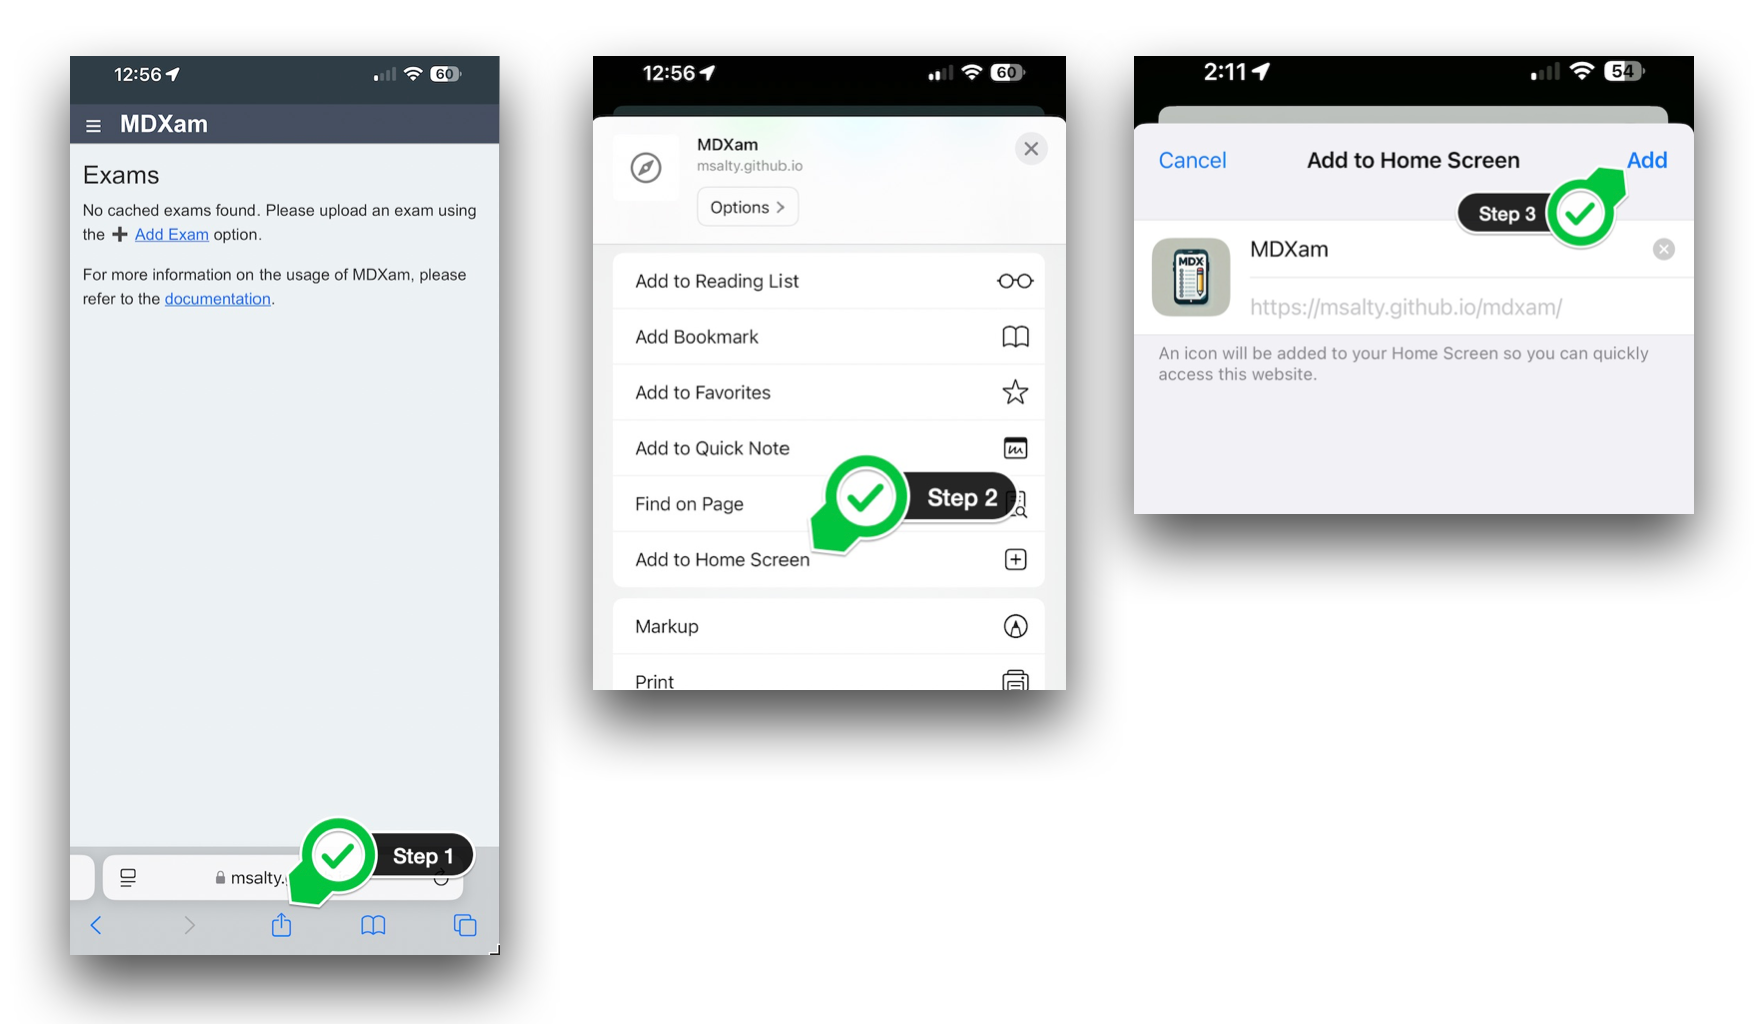 12:56
60
MDXam
Exams
No cached exams found. Please upload an exam using
the + Add Exam option.
For more information on the usage of MDXam, please
refer to the documentation.
Step 1
msalty.
12:56
60
MDXam
msalty.github.io
Options
Add to Reading List
Add Bookmark
Add to Favorites
Add to Quick Note
Find on Page
Step 2
Add to Home Screen
Markup
Print
2:11
54
Cancel
Add to Home Screen
Add
Step 3
MDX
MDXam
https://msalty.github.io/mdxam/
An icon will be added to your Home Screen so you can quickly
access this website.